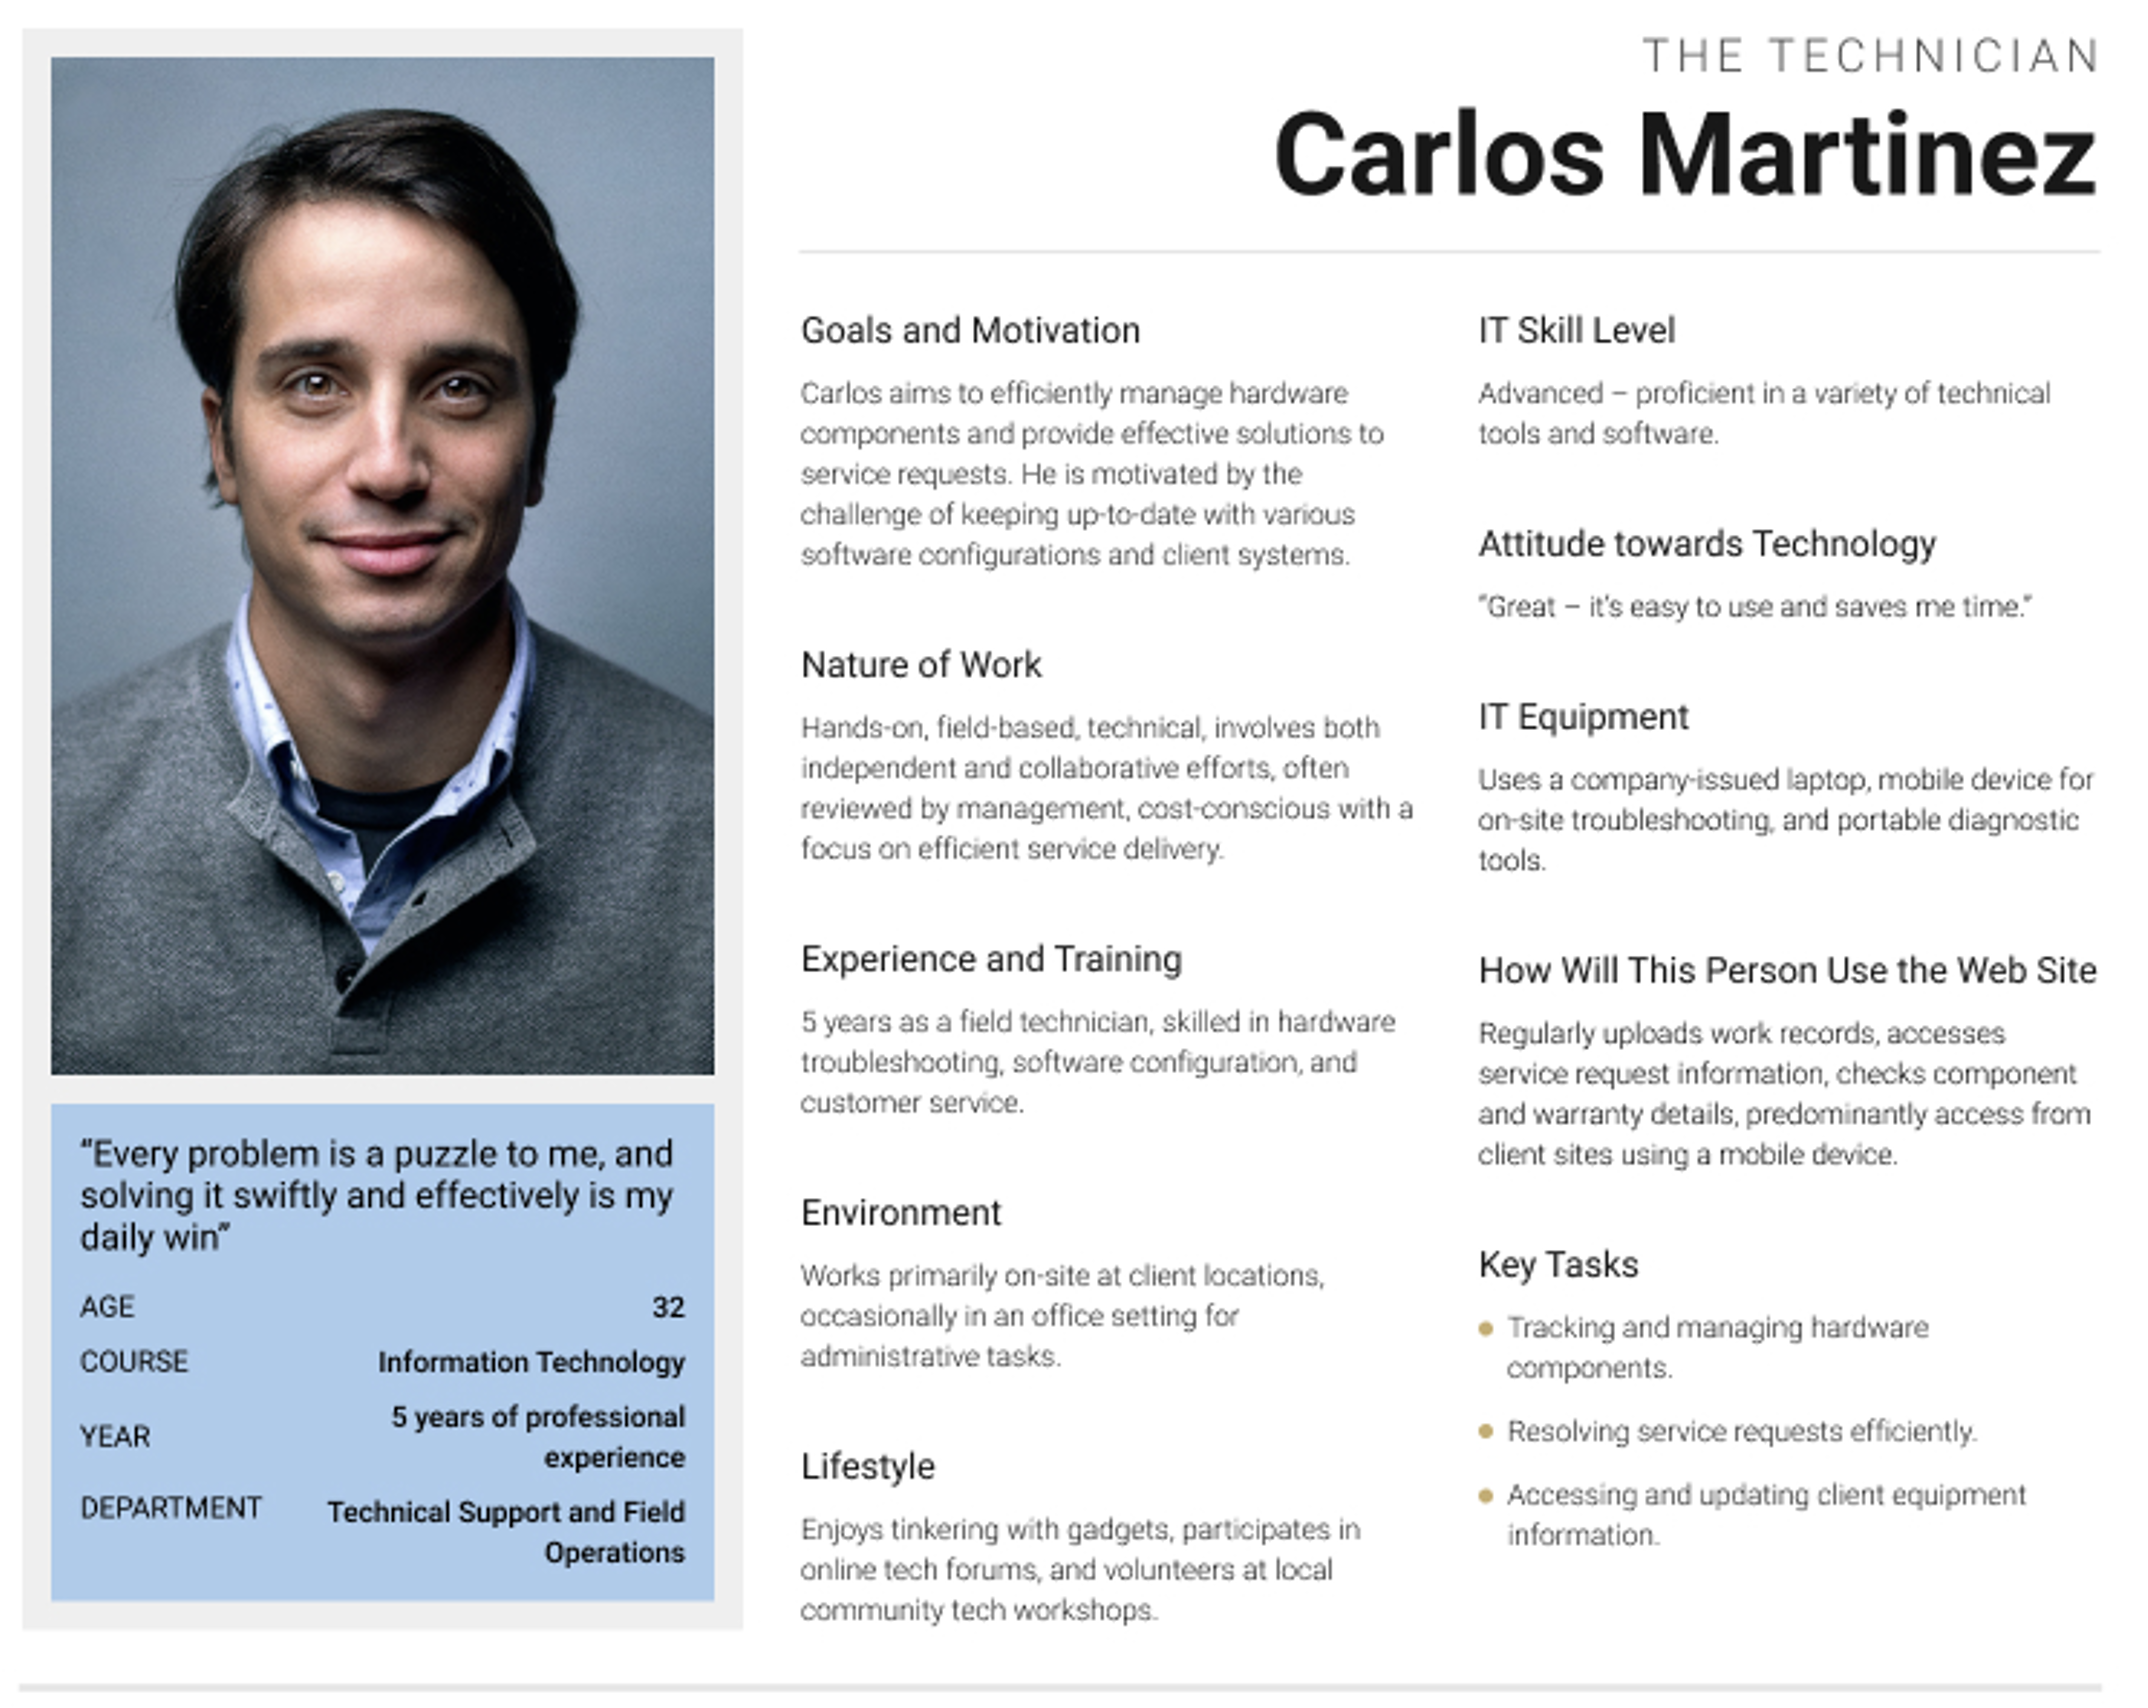 THE TECHNICIAN
Carlos Martinez
“Every problem is a puzzle to me, and
solving it swiftly and effectively is my
daily win”
AGE 32
COURSE Information Technology
YEAR 5 years of professional
experience
DEPARTMENT Technical Support and Field
Operations
Goals and Motivation
Carlos aims to efficiently manage hardware
components and provide effective solutions to
service requests. He is motivated by the
challenge of keeping up-to-date with various
software configurations and client systems.
Nature of Work
Hands-on, field-based, technical, involves both
independent and collaborative efforts, often
reviewed by management, cost-conscious with a
focus on efficient service delivery.
Experience and Training
5 years as a field technician, skilled in hardware
troubleshooting, software configuration, and
customer service.
Environment
Works primarily on-site at client locations,
occasionally in an office setting for
administrative tasks.
Lifestyle
Enjoys tinkering with gadgets, participates in
online tech forums, and volunteers at local
community tech workshops.
IT Skill Level
Advanced – proficient in a variety of technical
tools and software.
Attitude towards Technology
“Great – it’s easy to use and saves me time.”
IT Equipment
Uses a company-issued laptop, mobile device for
on-site troubleshooting, and portable diagnostic
tools.
How Will This Person Use the Web Site
Regularly uploads work records, accesses
service request information, checks component
and warranty details, predominantly access from
client sites using a mobile device.
Key Tasks
Tracking and managing hardware
components.
Resolving service requests efficiently.
Accessing and updating client equipment
information.